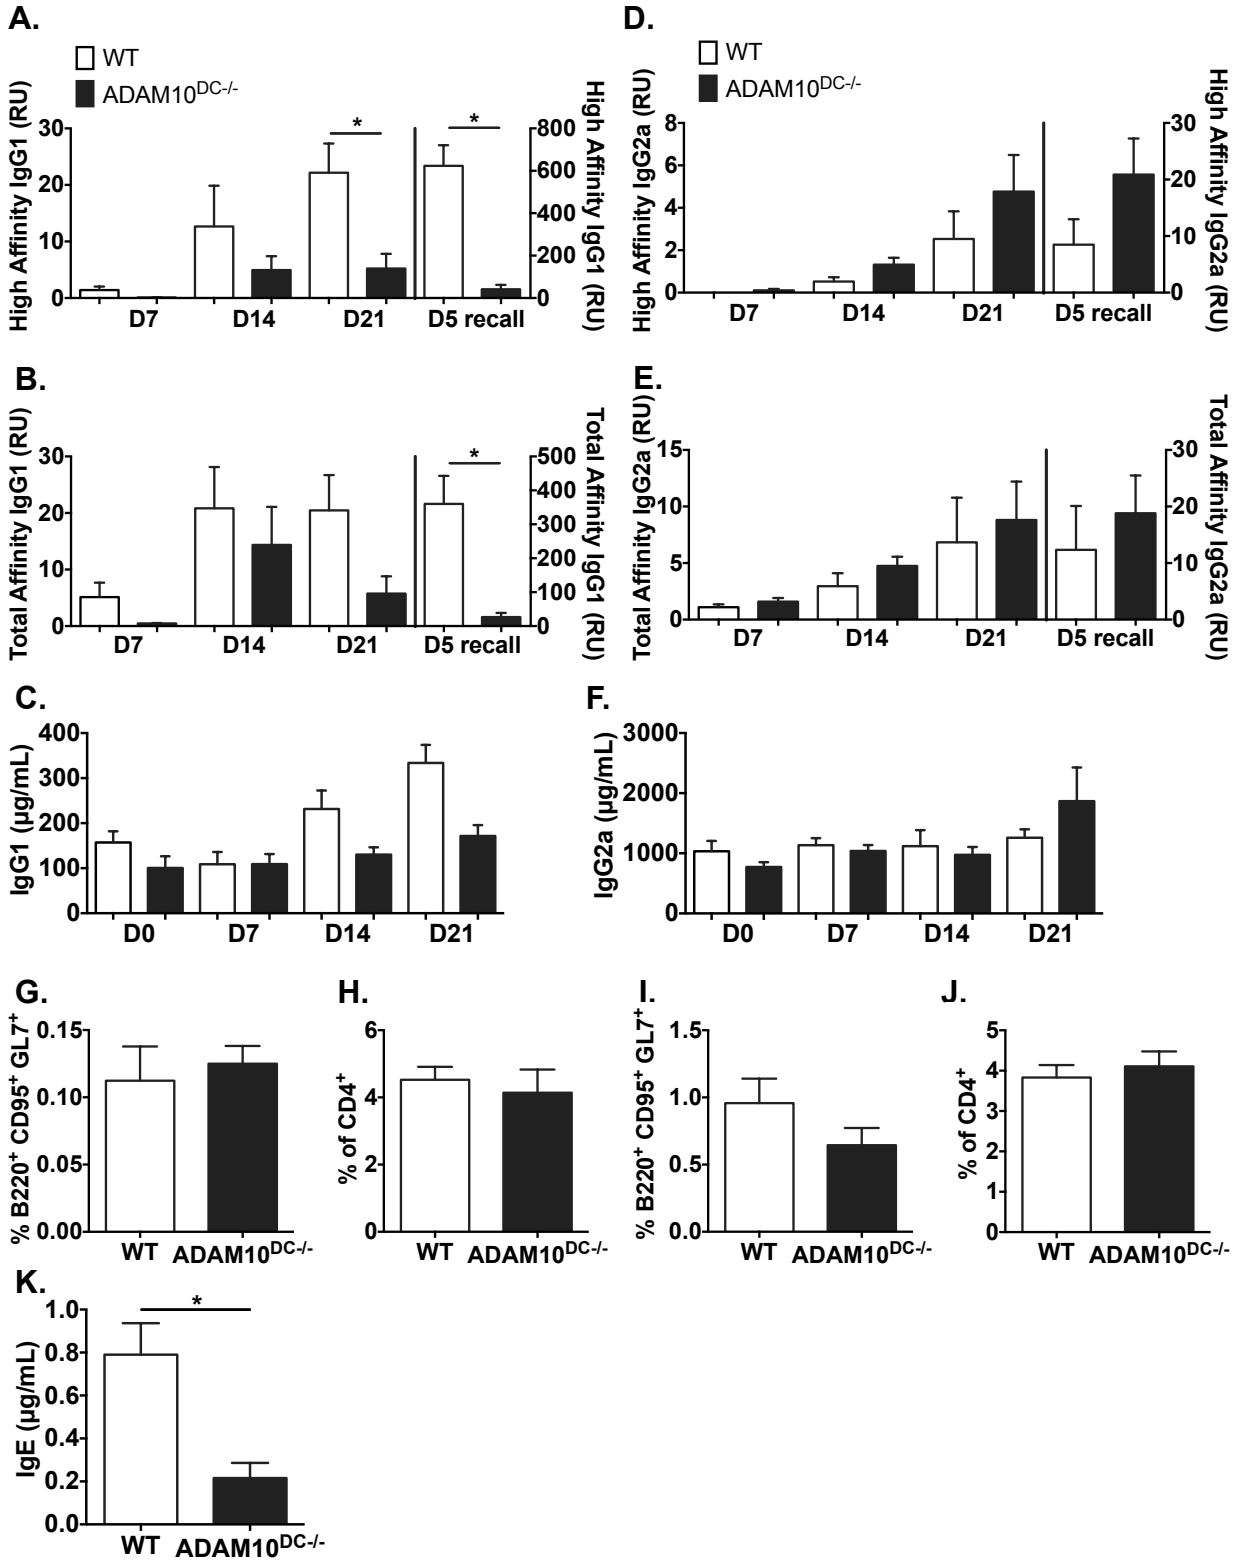 A.
WT
ADAM10DC-/-
High Affinity IgG1 (RU)
30
20
10
0
*
*
800
600
400
200
0
High Affinity IgG1 (RU)
D7 D14 D21 D5 recall
D.
WT
ADAM10DC-/-
High Affinity IgG2a (RU)
8
6
4
2
0
30
20
10
0
High Affinity IgG2a (RU)
D7 D14 D21 D5 recall
B.
Total Affinity IgG1 (RU)
30
20
10
0
*
500
400
300
200
100
0
Total Affinity IgG1 (RU)
D7 D14 D21 D5 recall
E.
Total Affinity IgG2a (RU)
15
10
5
0
30
20
10
0
Total Affinity IgG2a (RU)
D7 D14 D21 D5 recall
C.
IgG1 (µg/mL)
400
300
200
100
0
D0 D7 D14 D21
F.
IgG2a (µg/mL)
3000
2000
1000
0
D0 D7 D14 D21
G.
% B220+ CD95+ GL7+
0.15
0.10
0.05
0.00
WT ADAM10DC-/-
H.
% of CD4+
6
4
2
0
WT ADAM10DC-/-
I.
% B220+ CD95+ GL7+
1.5
1.0
0.5
0.0
WT ADAM10DC-/-
J.
% of CD4+
5
4
3
2
1
0
WT ADAM10DC-/-
K.
IgE (µg/mL)
1.0
0.8
0.6
0.4
0.2
0.0
*
WT ADAM10DC-/-